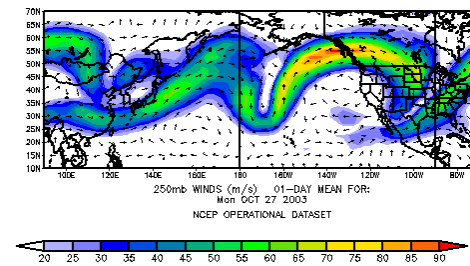 70N
65N
60N
55N
50N
45N
40N
35N
30N
25N
20N
15N
10N
100E 120E 140E 160E 180 160W 140W 120W 100W 80W
250mb WINDS (m/s) 01-DAY MEAN FOR:
Mon OCT 27 2003
NCEP OPERATIONAL DATASET
20 25 30 35 40 45 50 55 60 65 70 75 80 85 90